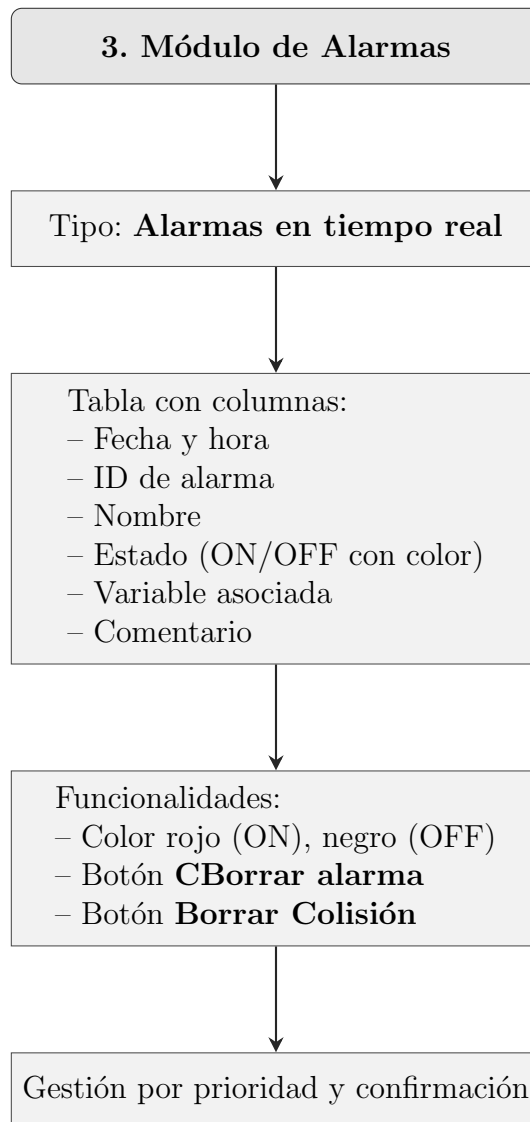 3. Módulo de Alarmas
Tipo: Alarmas en tiempo real
Tabla con columnas:
– Fecha y hora
– ID de alarma
– Nombre
– Estado (ON/OFF con color)
– Variable asociada
– Comentario
Funcionalidades:
– Color rojo (ON), negro (OFF)
– Botón CBorrar alarma
– Botón Borrar Colisión
Gestión por prioridad y confirmación